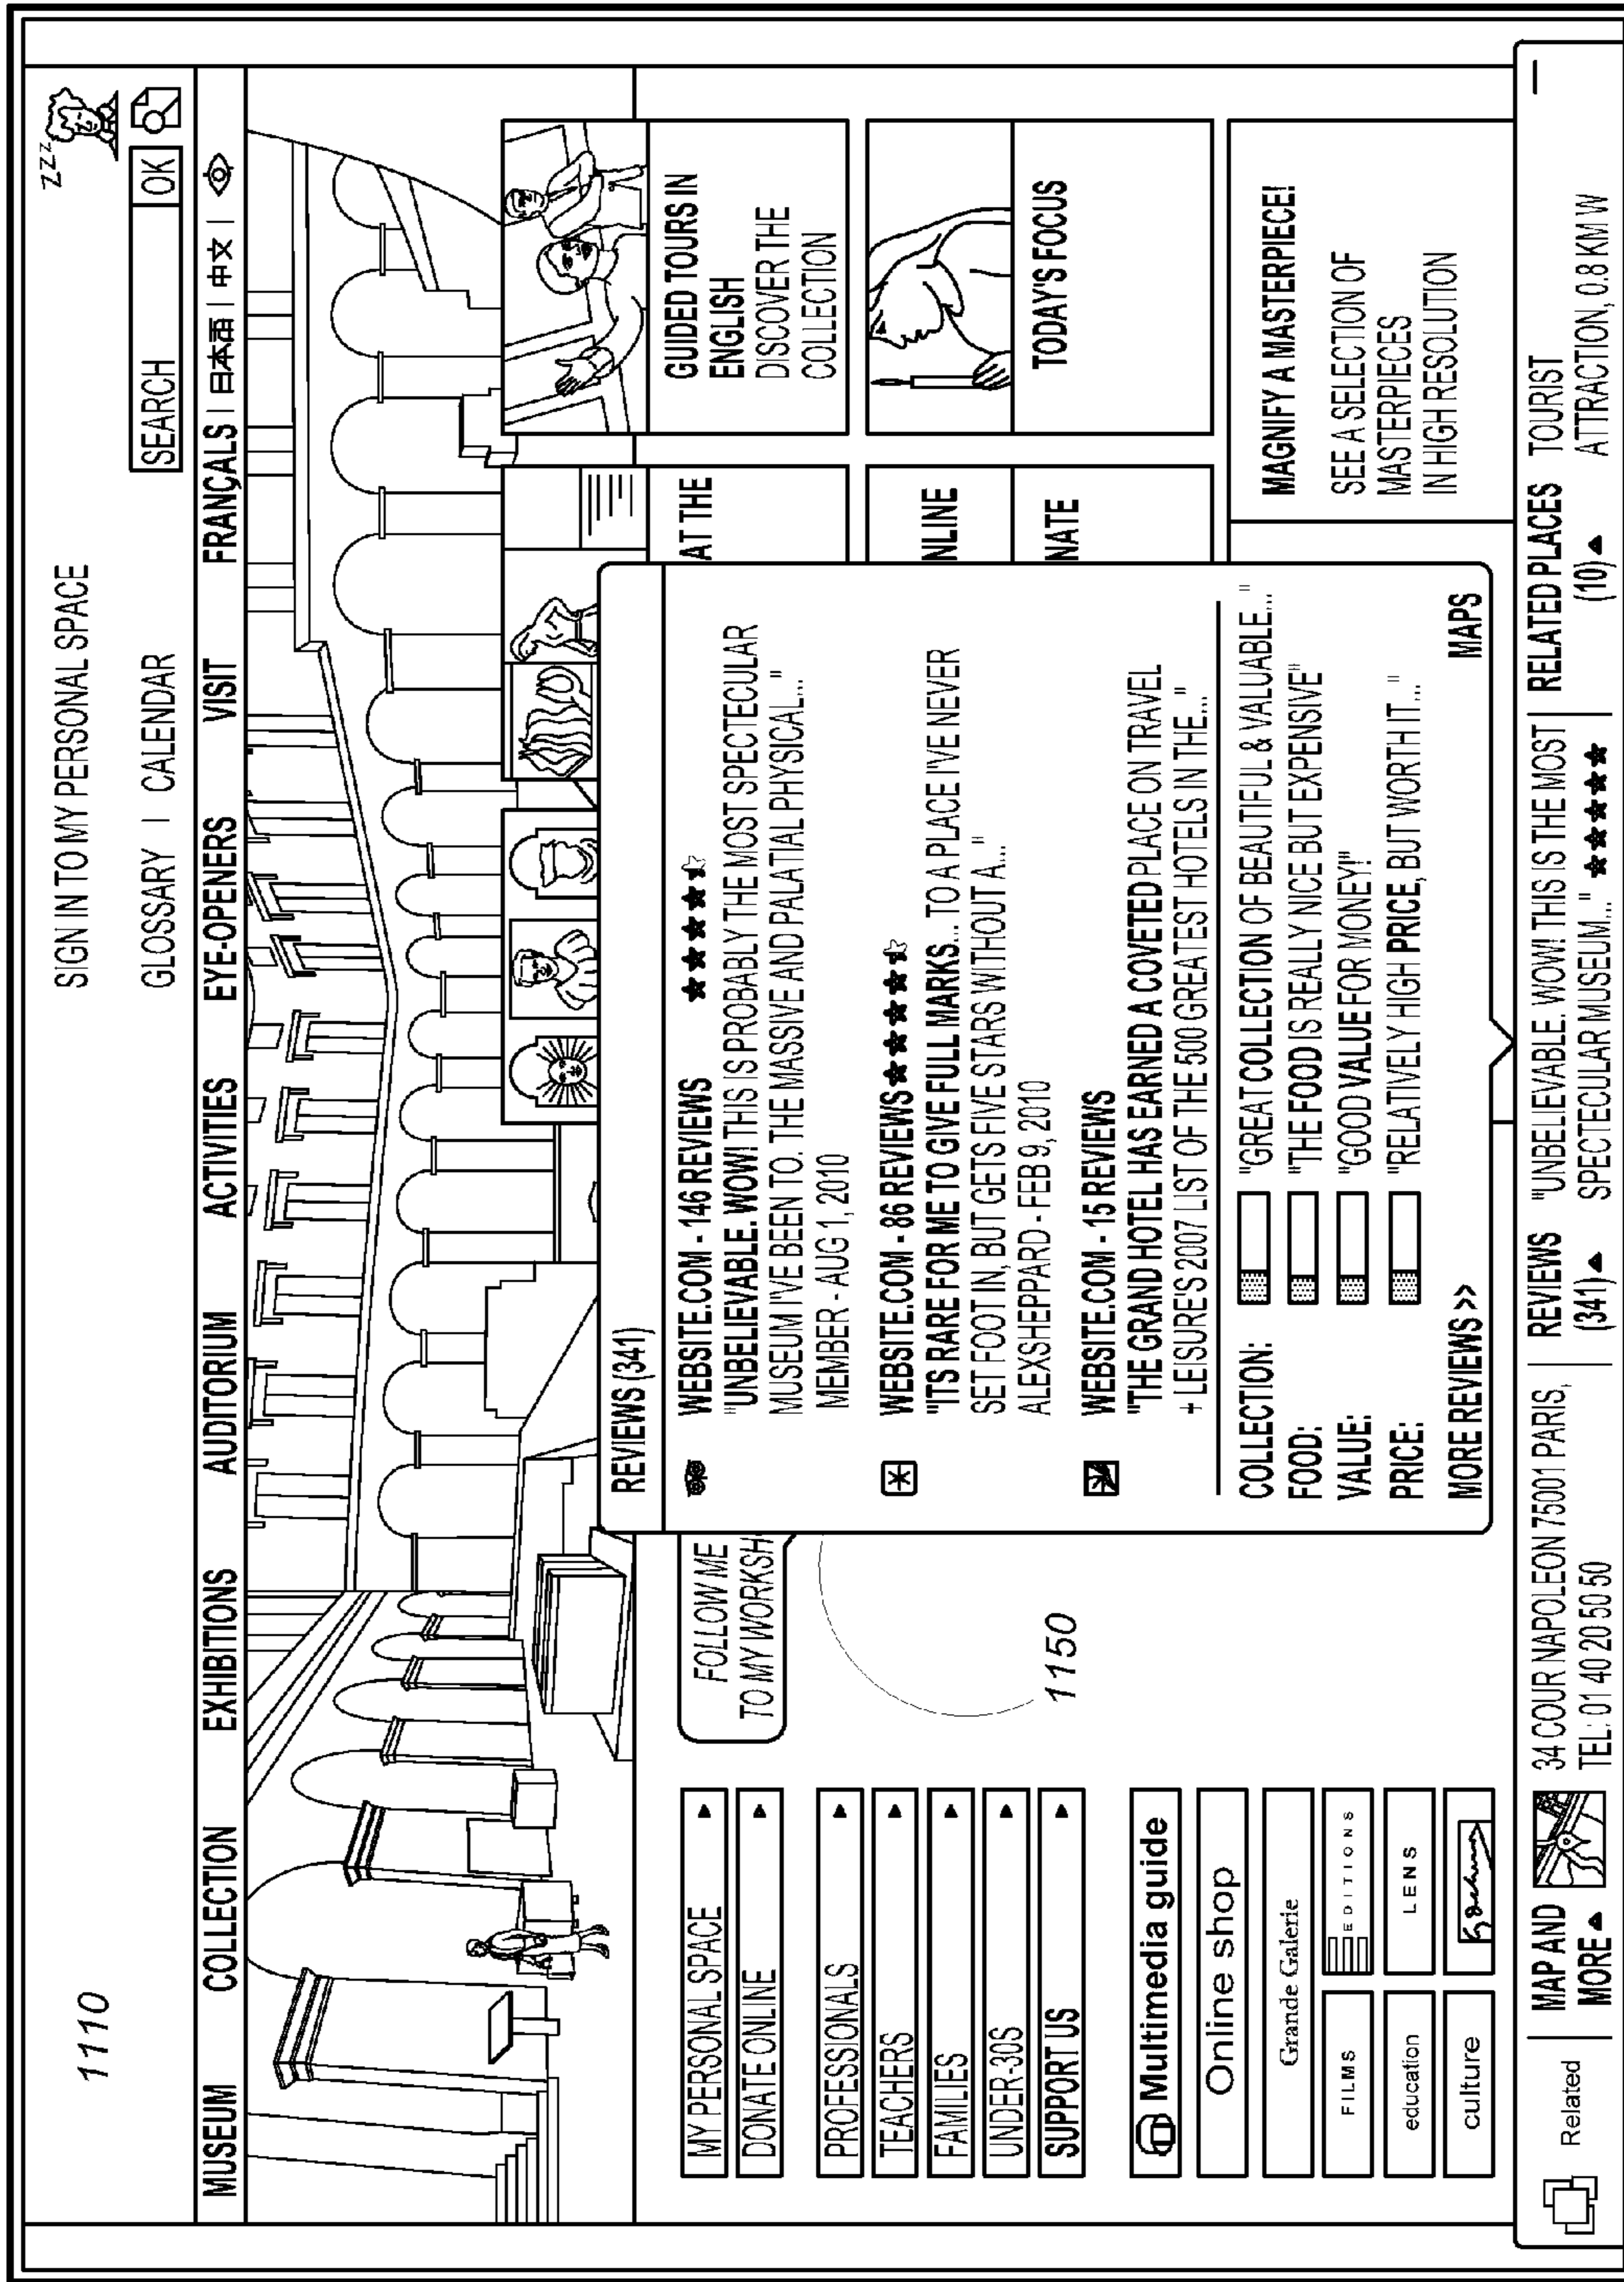 1110
SIGN IN TO MY PERSONAL SPACE
ZZZ
GLOSSARY | CALENDAR
SEARCH OK
MUSEUM COLLECTION EXHIBITIONS AUDITORIUM ACTIVITIES EYE-OPENERS VISIT FRANÇALS | 日本語 | 中文 |
MY PERSONAL SPACE
DONATE ONLINE
PROFESSIONALS
TEACHERS
FAMILIES
UNDER-30S
SUPPORT US
Multimedia guide
Online shop
Grande Galerie
FILMS
EDITIONS
education
LENS
culture
FOLLOW ME
TO MY WORKSH
1150
REVIEWS (341)
WEBSITE.COM - 146 REVIEWS
"UNBELIEVABLE. WOW! THIS IS PROBABLY THE MOST SPECTECULAR
MUSEUM I'VE BEEN TO. THE MASSIVE AND PALATIAL PHYSICAL..."
MEMBER - AUG 1, 2010
WEBSITE.COM - 86 REVIEWS
"ITS RARE FOR ME TO GIVE FULL MARKS... TO A PLACE I'VE NEVER
SET FOOT IN, BUT GETS FIVE STARS WITHOUT A..."
ALEXSHEPPARD - FEB 9, 2010
WEBSITE.COM - 15 REVIEWS
"THE GRAND HOTEL HAS EARNED A COVETED PLACE ON TRAVEL
+ LEISURE'S 2007 LIST OF THE 500 GREATEST HOTELS IN THE..."
COLLECTION: "GREAT COLLECTION OF BEAUTIFUL & VALUABLE..."
FOOD: "THE FOOD IS REALLY NICE BUT EXPENSIVE"
VALUE: "GOOD VALUE FOR MONEY!"
PRICE: "RELATIVELY HIGH PRICE, BUT WORTH IT..."
MORE REVIEWS >> MAPS
AT THE
NLINE
NATE
GUIDED TOURS IN
ENGLISH
DISCOVER THE
COLLECTION
TODAY'S FOCUS
MAGNIFY A MASTERPIECE!
SEE A SELECTION OF
MASTERPIECES
IN HIGH RESOLUTION
Related
MAP AND
MORE
34 COUR NAPOLEON 75001 PARIS,
TEL: 01 40 20 50 50
REVIEWS
(341)
"UNBELIEVABLE. WOW! THIS IS THE MOST
SPECTECULAR MUSEUM..."
RELATED PLACES
(10)
TOURIST
ATTRACTION, 0.8 KM W